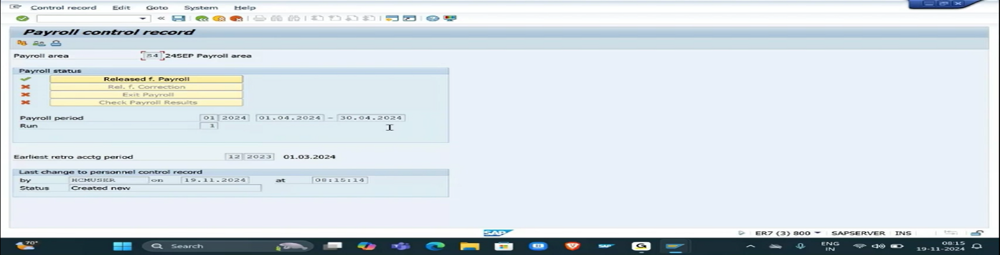 Control record Edit Goto System Help
Payroll control record
Payroll area S4 24SEP Payroll area
Payroll status
Released f. Payroll
Rel. f. Correction
Exit Payroll
Check Payroll Results
Payroll period 01 2024 01.04.2024 – 30.04.2024
Run 1
Earliest retro acctg period 12 2023 01.03.2024
Last change to personnel control record
by HCMUSER on 19.11.2024 at 08:15:14
Status Created new
SAP
ER7 (3) 800 SAPSERVER INS
70°
Search
SAP
G
ENG
IN
08:15
19-11-2024